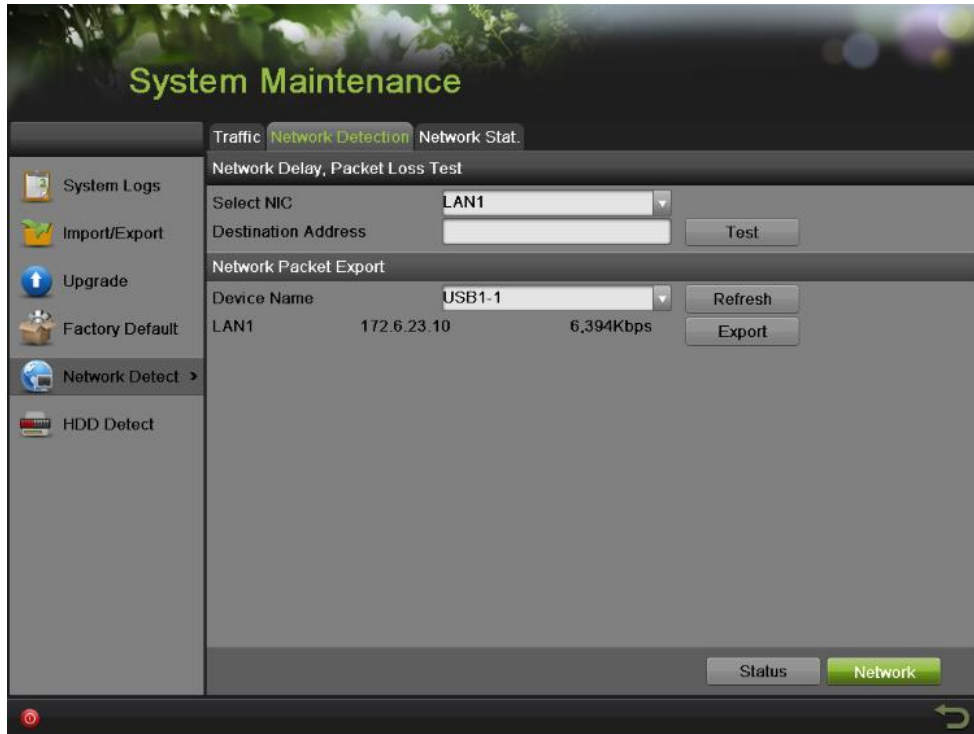 System Maintenance
Traffic Network Detection Network Stat.
Network Delay, Packet Loss Test
Select NIC LAN1
Destination Address Test
Network Packet Export
Device Name USB1-1 Refresh
LAN1 172.6.23.10 6,394Kbps Export
System Logs
Import/Export
Upgrade
Factory Default
Network Detect >
HDD Detect
Status Network